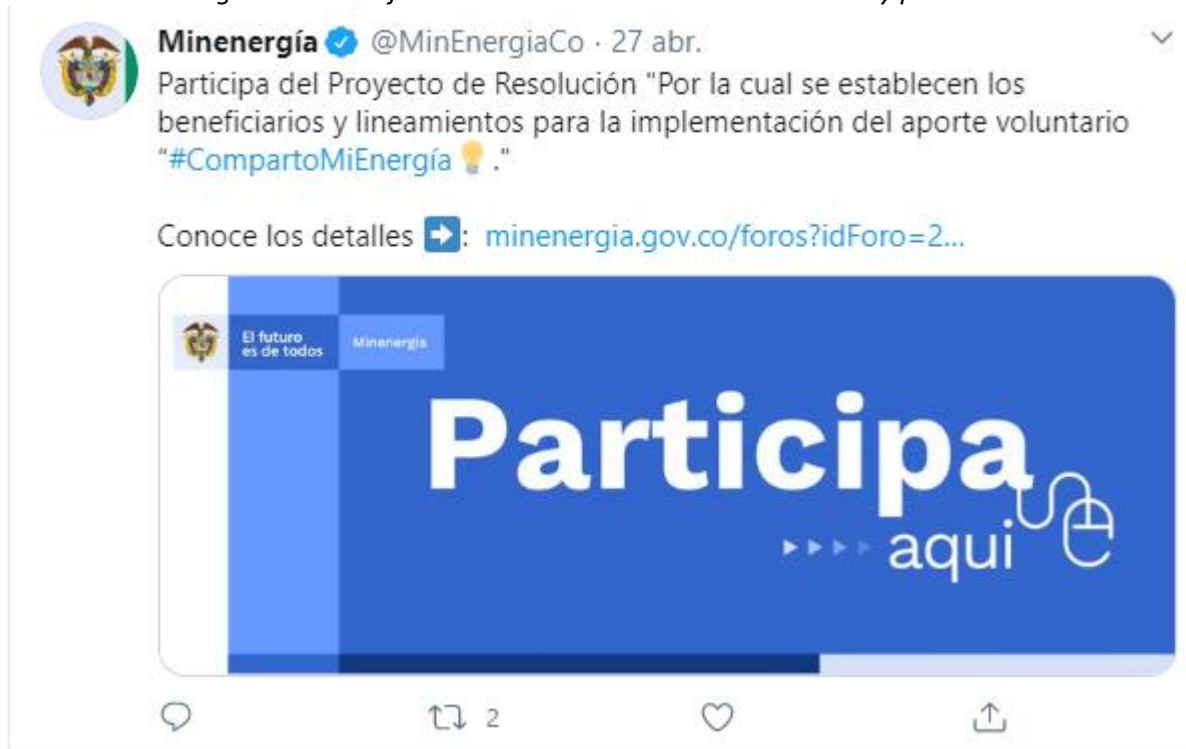 Minenergía @MinEnergiaCo · 27 abr.
Participa del Proyecto de Resolución "Por la cual se establecen los
beneficiarios y lineamientos para la implementación del aporte voluntario
"#CompartoMiEnergía💡."
Conoce los detalles ➡️: minenergia.gov.co/foros?idForo=2...
El futuro
es de todos
Minenergía
Participa
aqui
2